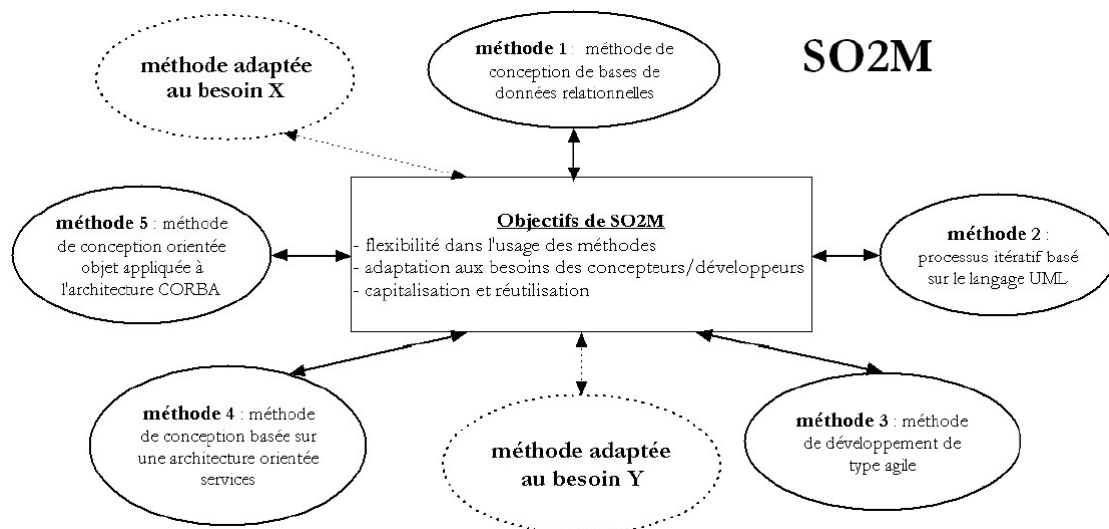 SO2M
méthode adaptée
au besoin X
méthode 1 : méthode de
conception de bases de
données relationnelles
méthode 5 : méthode
de conception orientée
objet appliquée à
l'architecture CORBA
Objectifs de SO2M
- flexibilité dans l'usage des méthodes
- adaptation aux besoins des concepteurs/développeurs
- capitalisation et réutilisation
méthode 2 :
processus itératif basé
sur le langage UML
méthode 4 : méthode
de conception basée sur
une architecture orientée
services
méthode adaptée
au besoin Y
méthode 3 : méthode
de développement de
type agile